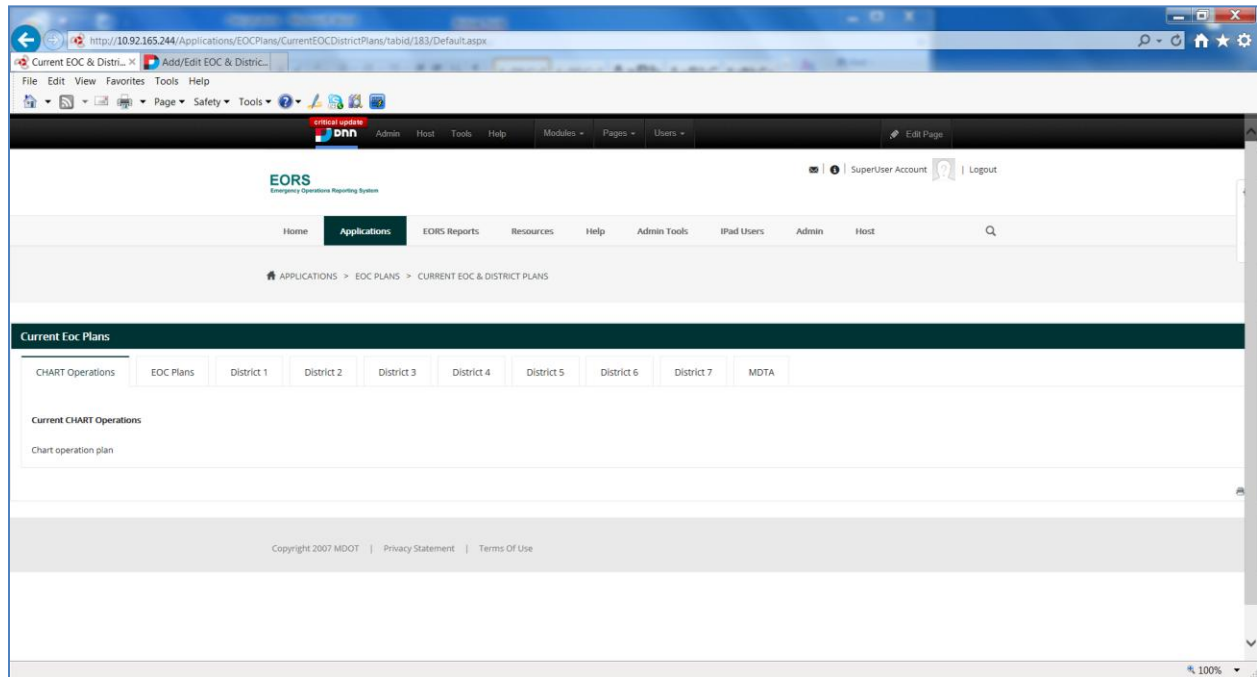 http://10.92.165.244/Applications/EOCPlans/CurrentEOCDistrictPlans/tabid/183/Default.aspx
Current EOC & Distri... Add/Edit EOC & Distric...
File Edit View Favorites Tools Help
Page Safety Tools
critical update
DNN Admin Host Tools Help Modules Pages Users Edit Page
EORS
Emergency Operations Reporting System
SuperUser Account | Logout
Home Applications EORS Reports Resources Help Admin Tools IPad Users Admin Host
APPLICATIONS > EOC PLANS > CURRENT EOC & DISTRICT PLANS
Current Eoc Plans
CHART Operations EOC Plans District 1 District 2 District 3 District 4 District 5 District 6 District 7 MDTA
Current CHART Operations
Chart operation plan
Copyright 2007 MDOT | Privacy Statement | Terms Of Use
100%